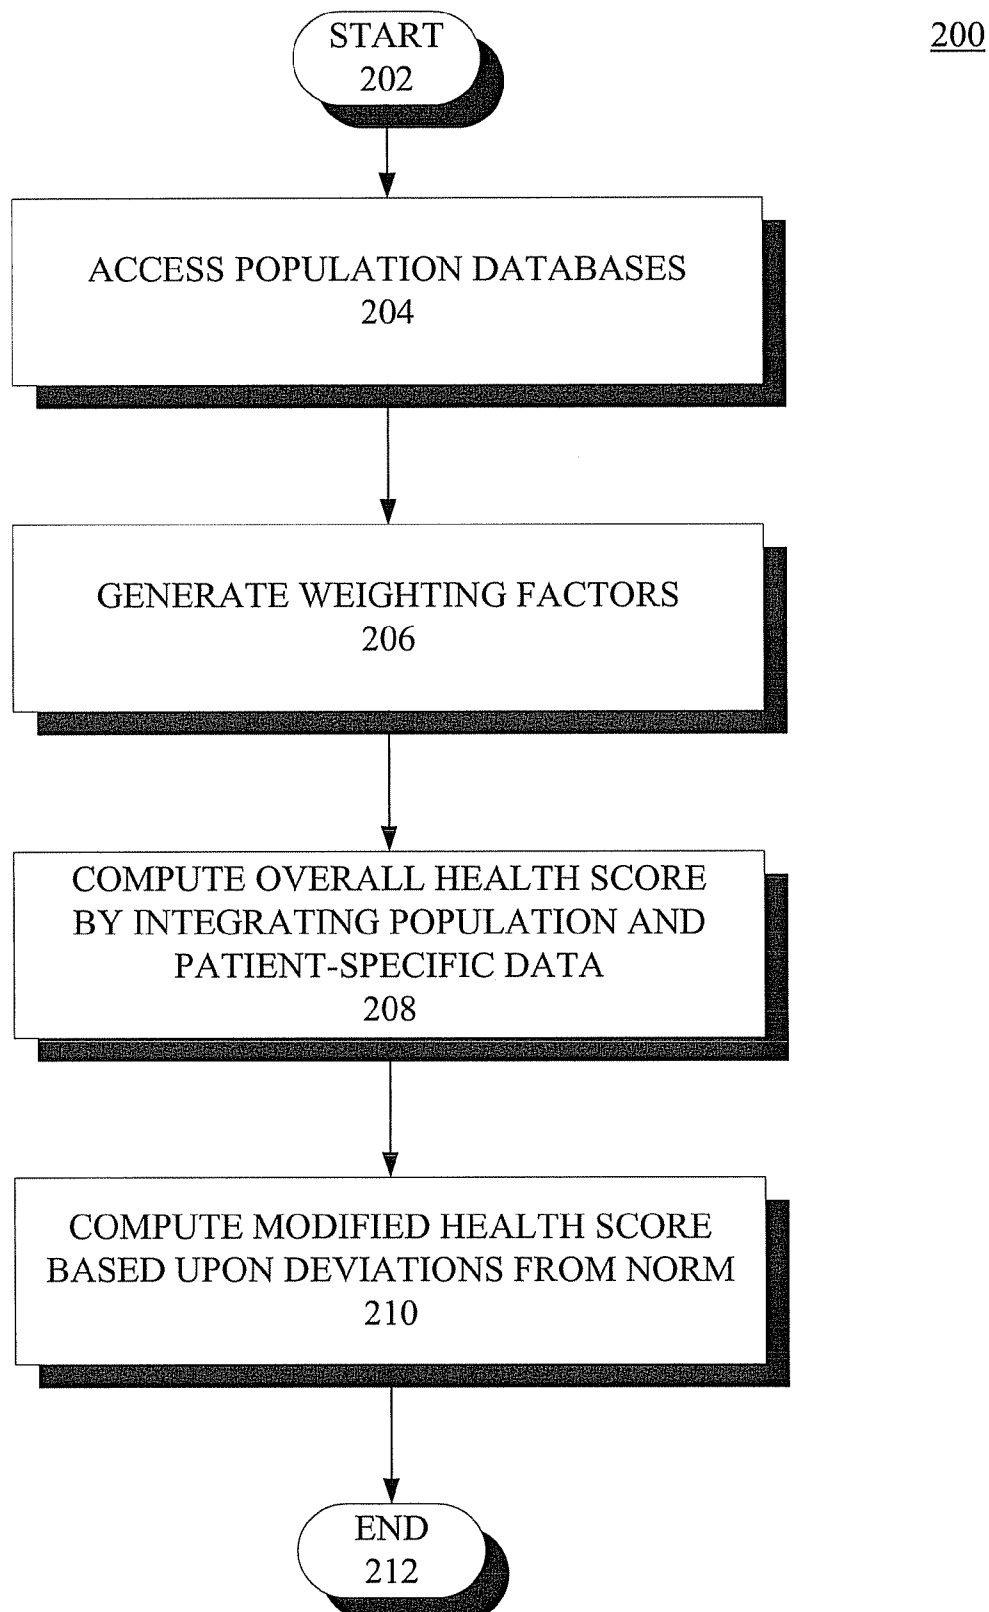 200
START
202
ACCESS POPULATION DATABASES
204
GENERATE WEIGHTING FACTORS
206
COMPUTE OVERALL HEALTH SCORE
BY INTEGRATING POPULATION AND
PATIENT-SPECIFIC DATA
208
COMPUTE MODIFIED HEALTH SCORE
BASED UPON DEVIATIONS FROM NORM
210
END
212